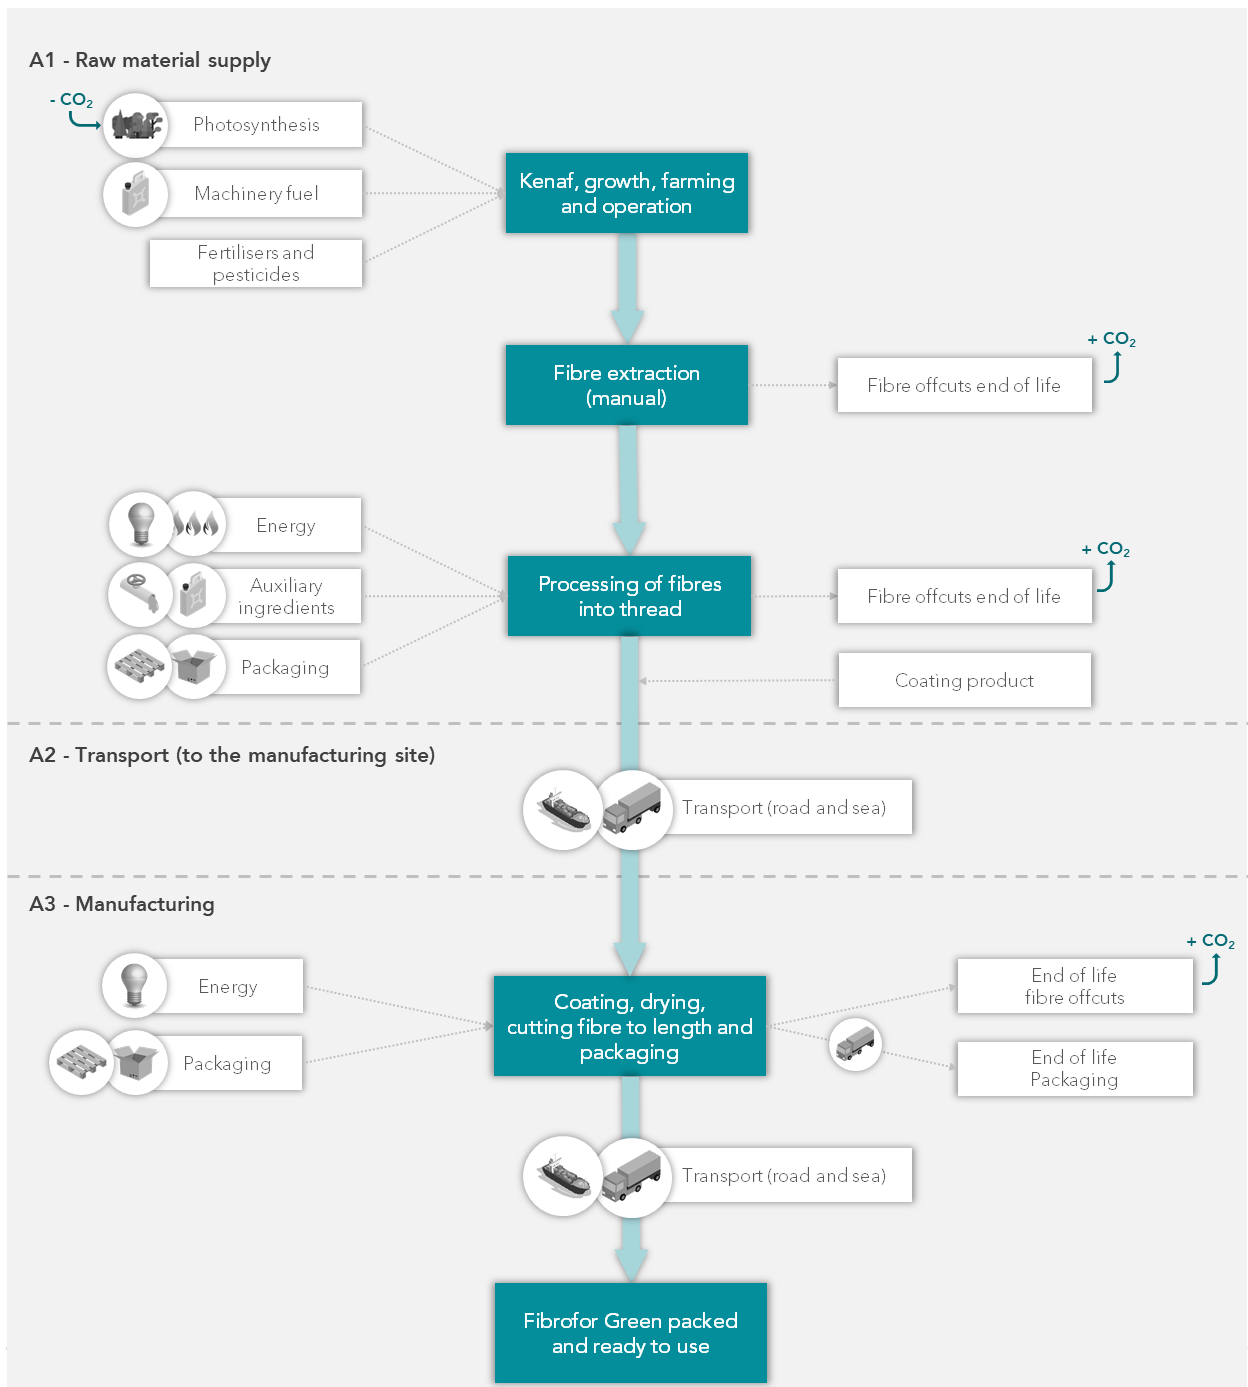 A1 - Raw material supply
- CO₂
Photosynthesis
Machinery fuel
Fertilisers and
pesticides
Kenaf, growth, farming
and operation
Fibre extraction
(manual)
+ CO₂
Fibre offcuts end of life
Energy
Auxiliary
ingredients
Packaging
Processing of fibres
into thread
+ CO₂
Fibre offcuts end of life
Coating product
A2 - Transport (to the manufacturing site)
Transport (road and sea)
A3 - Manufacturing
Energy
Packaging
Coating, drying,
cutting fibre to length and
packaging
+ CO₂
End of life
fibre offcuts
End of life
Packaging
Transport (road and sea)
Fibrofor Green packed
and ready to use